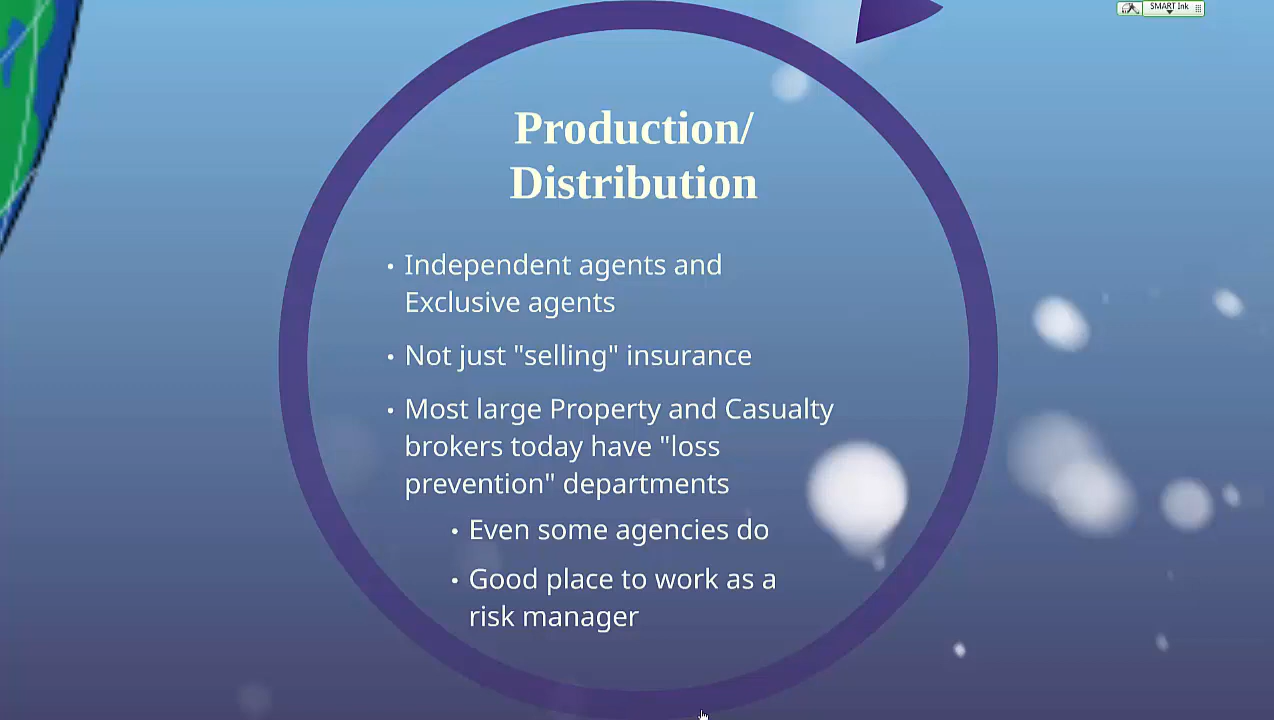 SMART Ink
Production/
Distribution
• Independent agents and
Exclusive agents
• Not just "selling" insurance
• Most large Property and Casualty
brokers today have "loss
prevention" departments
• Even some agencies do
• Good place to work as a
risk manager